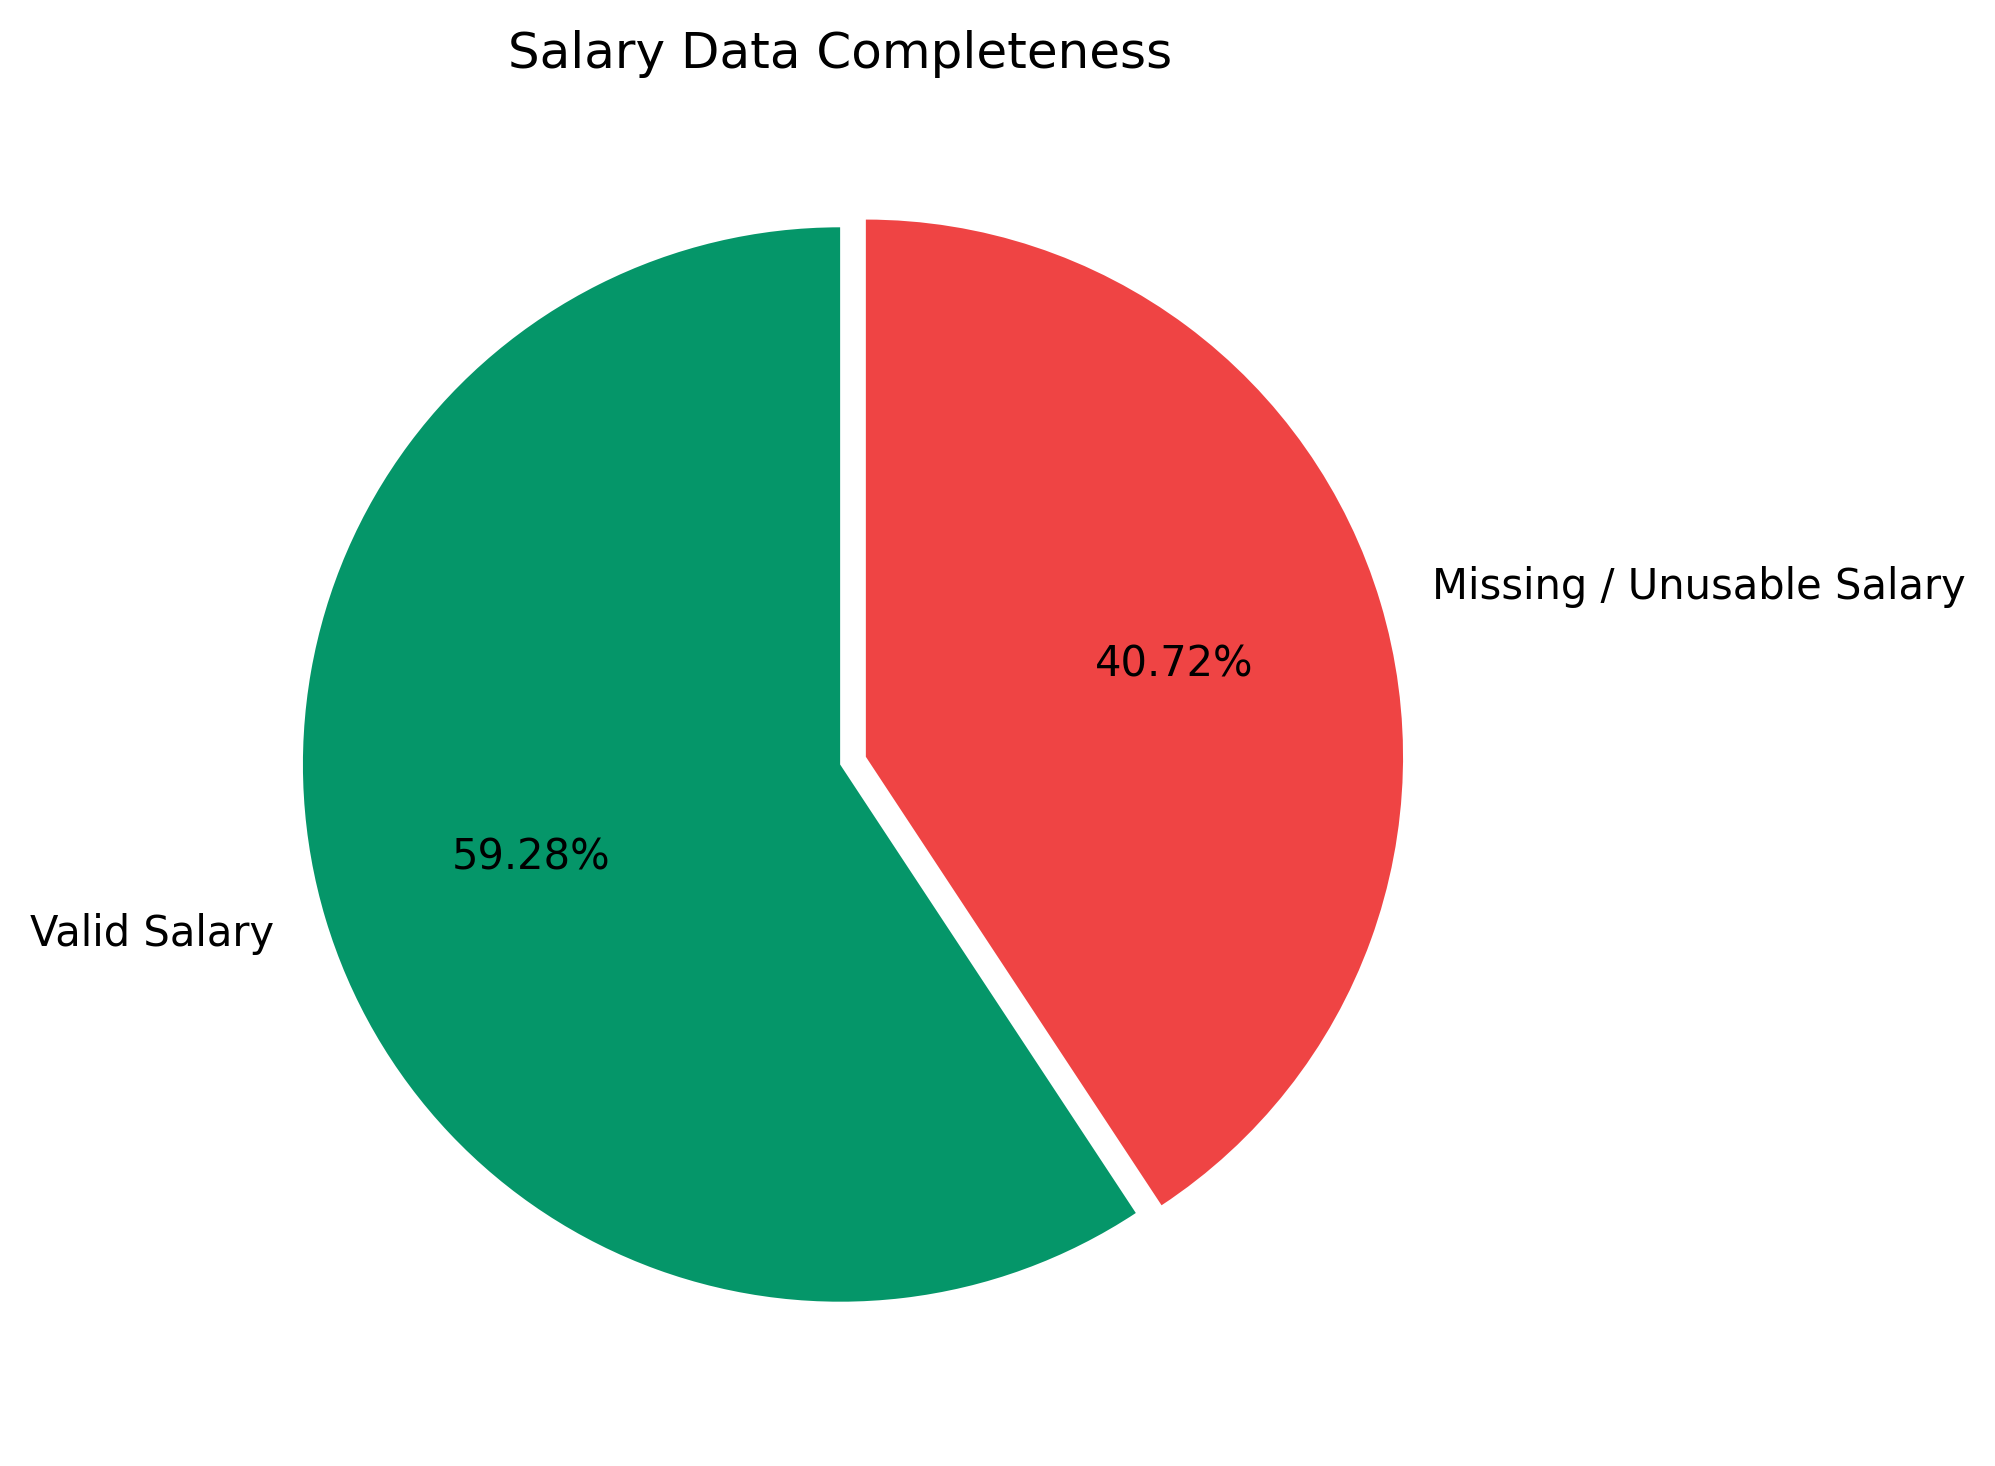 Salary Data Completeness
Missing / Unusable Salary
40.72%
59.28%
Valid Salary